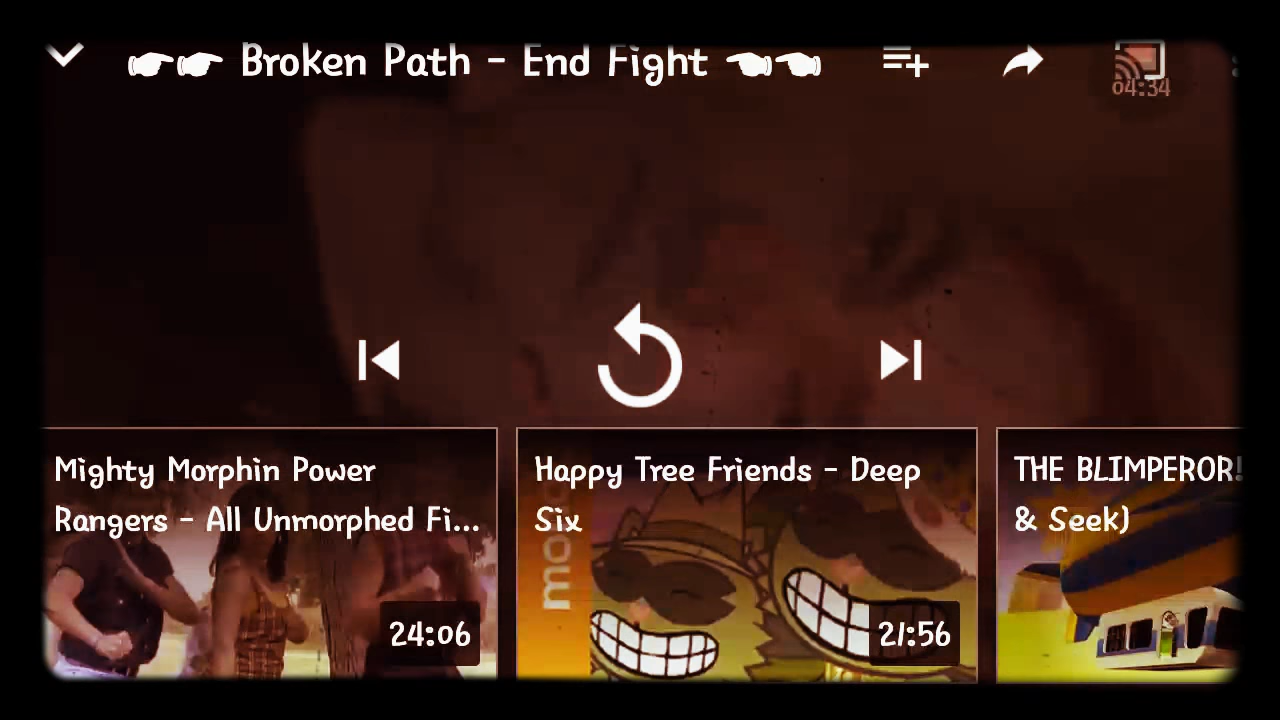 👉👉 Broken Path - End Fight 👈👈
04:34
Mighty Morphin Power
Rangers - All Unmorphed Fi...
24:06
Happy Tree Friends - Deep
Six
mo
21:56
THE BLIMPEROR!
& Seek)